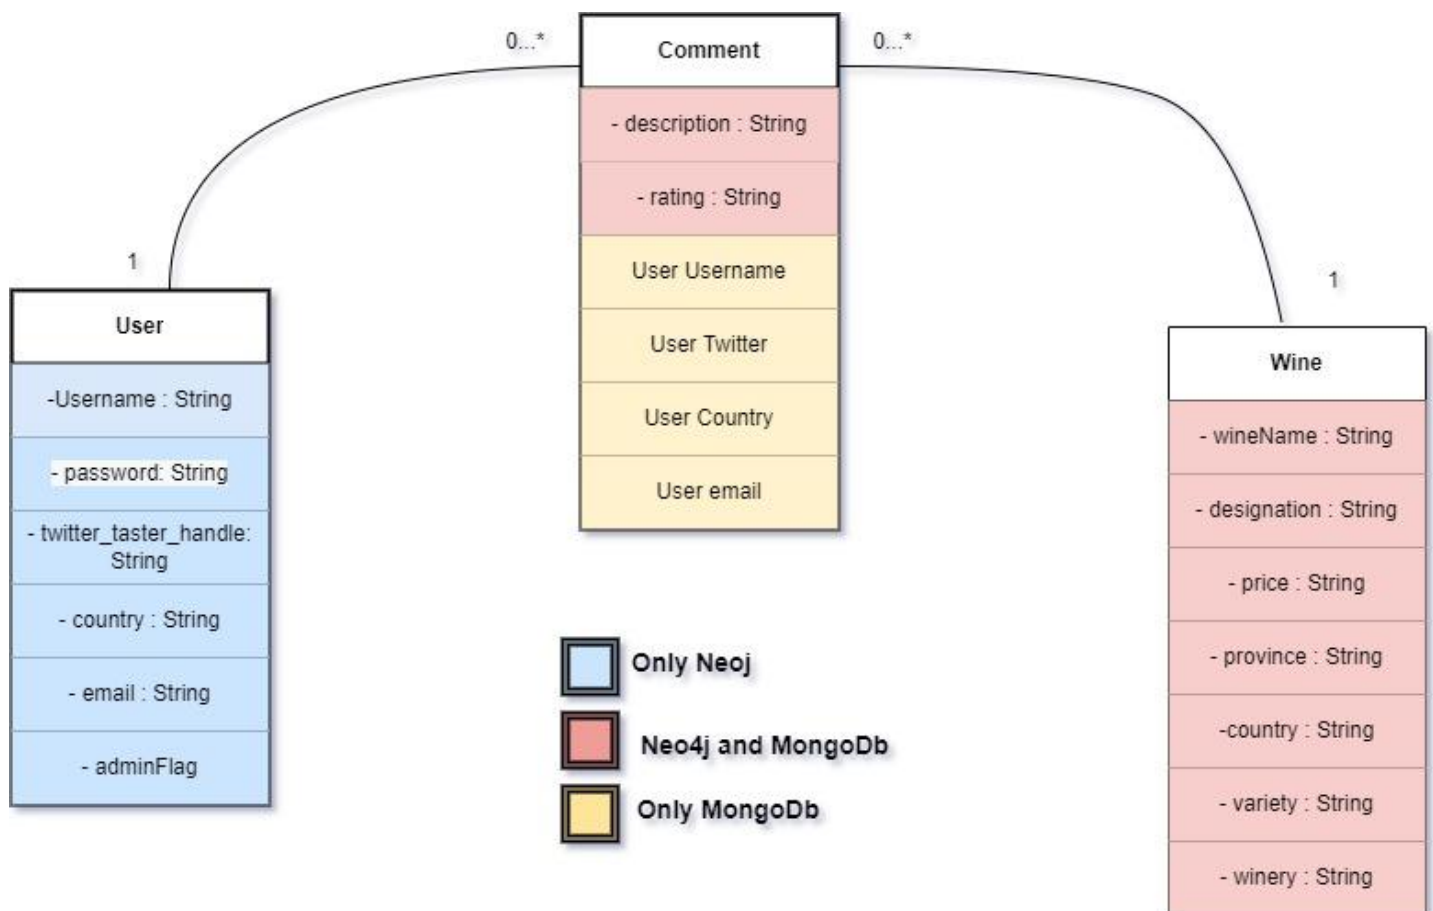 0...*
Comment
0...*
- description : String
- rating : String
User Username
User Twitter
User Country
User email
1
User
-Username : String
- password: String
- twitter_taster_handle:
String
- country : String
- email : String
- adminFlag
1
Wine
- wineName : String
- designation : String
- price : String
- province : String
-country : String
- variety : String
- winery : String
Only Neoj
Neo4j and MongoDb
Only MongoDb